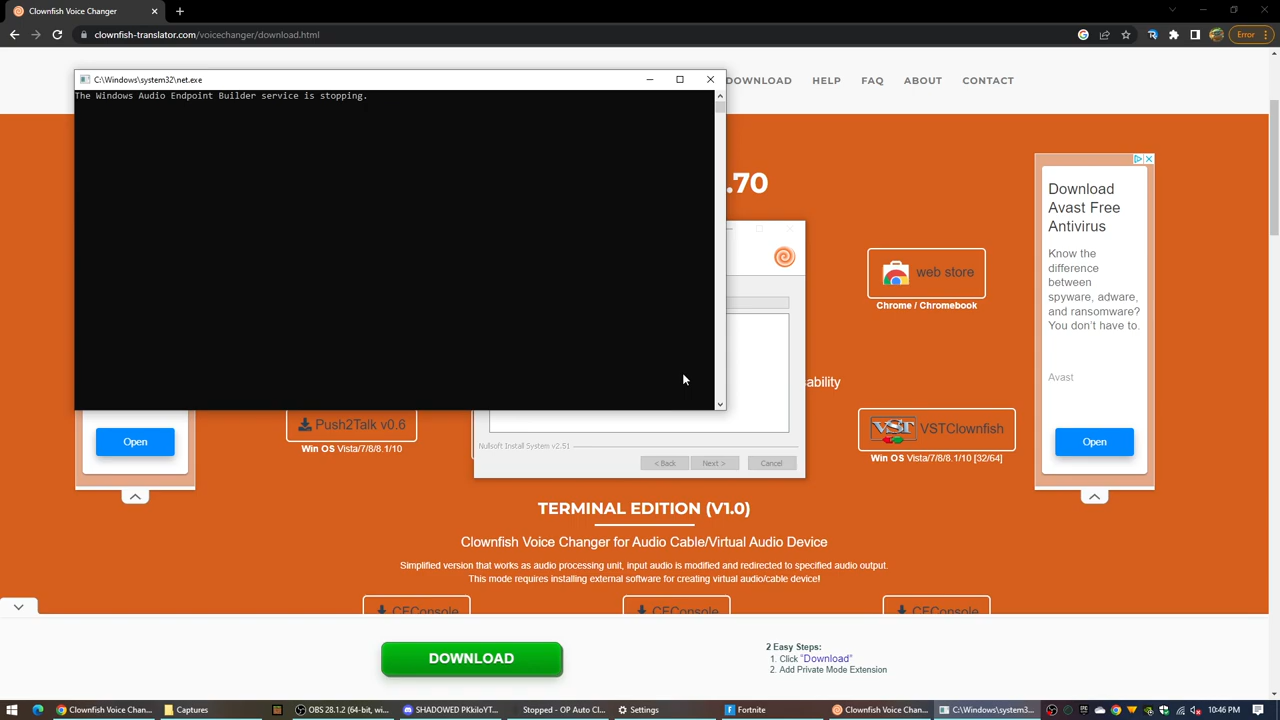 Clownfish Voice Changer
clownfish-translator.com/voicechanger/download.html
Error
C:\Windows\system32\net.exe
The Windows Audio Endpoint Builder service is stopping.
DOWNLOAD
HELP
FAQ
ABOUT
CONTACT
.70
Download
Avast Free
Antivirus
Know the
difference
between
spyware, adware,
and ransomware?
You don't have to.
Avast
Open
web store
Chrome / Chromebook
ability
Open
Push2Talk v0.6
Win OS Vista/7/8/8.1/10
Nullsoft Install System v2.51
< Back
Next >
Cancel
VST VSTClownfish
Win OS Vista/7/8/8.1/10 [32/64]
TERMINAL EDITION (V1.0)
Clownfish Voice Changer for Audio Cable/Virtual Audio Device
Simplified version that works as audio processing unit, input audio is modified and redirected to specified audio output.
This mode requires installing external software for creating virtual audio/cable device!
CFConsole
CFConsole
CFConsole
DOWNLOAD
2 Easy Steps:
1. Click "Download"
2. Add Private Mode Extension
Clownfish Voice Chan...
Captures
OBS 28.1.2 (64-bit, wi...
SHADOWED PKkiloYT...
Stopped - OP Auto Cl...
Settings
Fortnite
Clownfish Voice Chan...
C:\Windows\system3...
10:46 PM